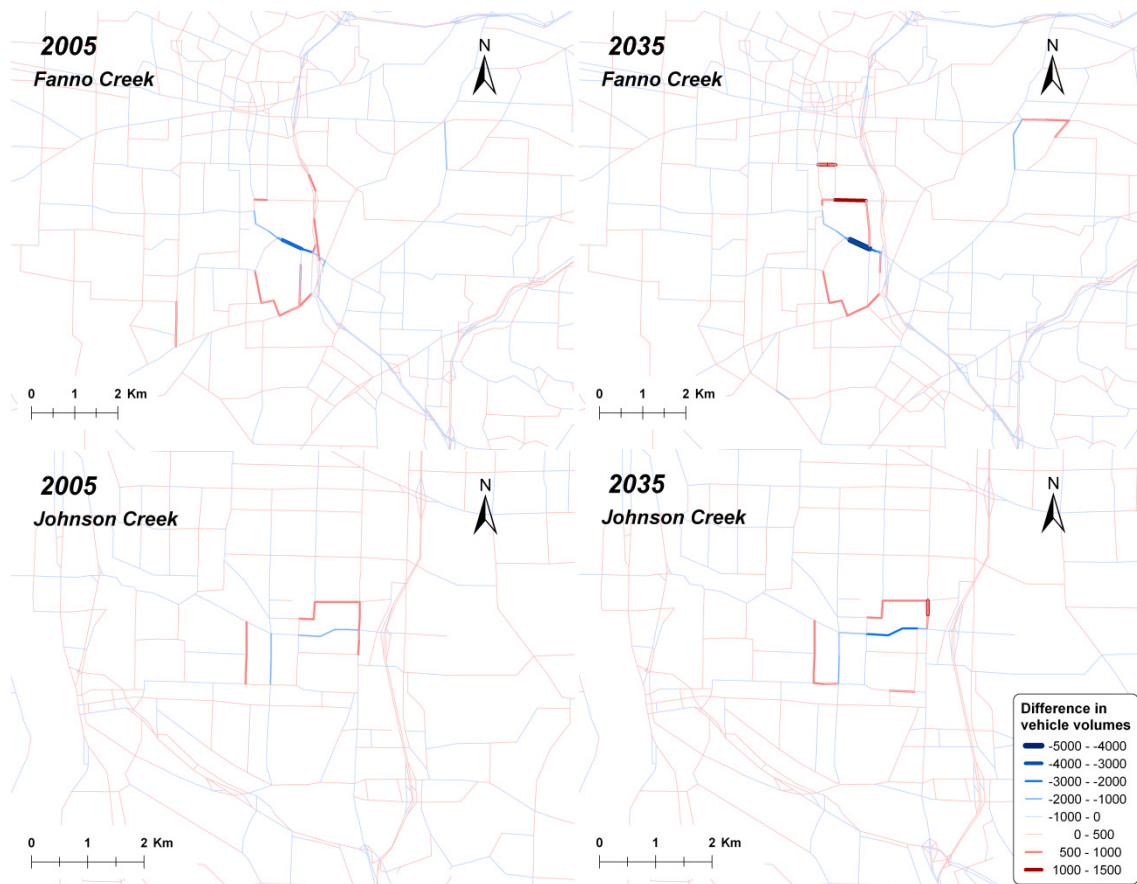 2005
Fanno Creek
N
0 1 2 Km
2035
Fanno Creek
N
0 1 2 Km
2005
Johnson Creek
N
0 1 2 Km
2035
Johnson Creek
N
0 1 2 Km
Difference in
vehicle volumes
-5000 - -4000
-4000 - -3000
-3000 - -2000
-2000 - -1000
-1000 - 0
0 - 500
500 - 1000
1000 - 1500